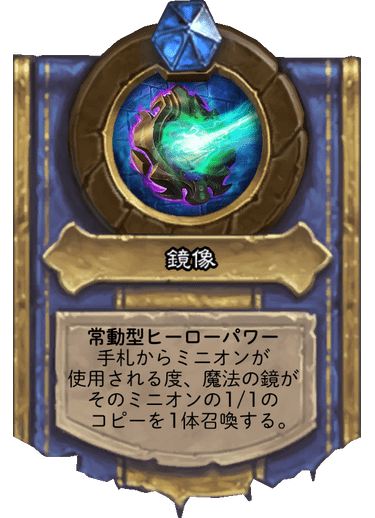 鏡像
常動型ヒーローパワー
手札からミニオンが
使用される度、魔法の鏡が
そのミニオンの1/1の
コピーを1体召喚する。